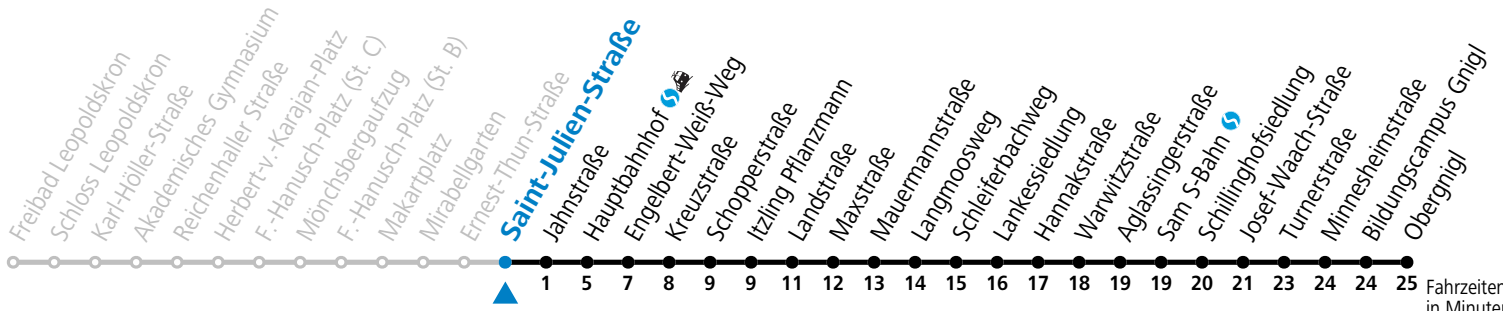 Freibad Leopoldskron
Schloss Leopoldskron
Karl-Höller-Straße
Akademisches Gymnasium
Reichenhaller Straße
Herbert-v.-Karajan-Platz
F.-Hanusch-Platz (St. C)
Mönchsbergaufzug
F.-Hanusch-Platz (St. B)
Makartplatz
Mirabellgarten
Ernest-Thun-Straße
Saint-Julien-Straße
Jahnstraße
Hauptbahnhof
Engelbert-Weiß-Weg
Kreuzstraße
Schopperstraße
Itzling Pflanzmann
Landstraße
Maxstraße
Mauermannstraße
Langmoosweg
Schleiferbachweg
Lankessiedlung
Hannakstraße
Warwitzstraße
Aglassingerstraße
Sam S-Bahn
Schillinghofsiedlung
Josef-Waach-Straße
Turnerstraße
Minnesheimstraße
Bildungscampus Gnigl
Obergnigl
1 5 7 8 9 9 11 12 13 14 15 16 17 18 19 19 20 21 23 24 24 25
Fahrzeiten
in Minuten